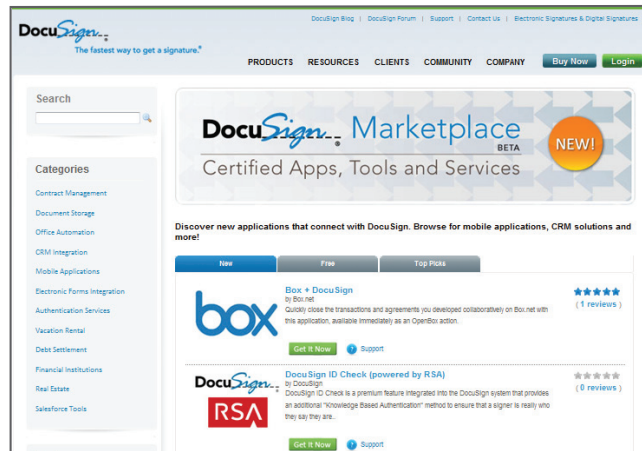 DocuSign Blog | DocuSign Forum | Support | Contact Us | Electronic Signatures & Digital Signatures
DocuSign
The fastest way to get a signature.®
PRODUCTS RESOURCES CLIENTS COMMUNITY COMPANY Buy Now Login
Search
Categories
Contract Management
Document Storage
Office Automation
CRM Integration
Mobile Applications
Electronic Forms Integration
Authentication Services
Vacation Rental
Debt Settlement
Financial Institutions
Real Estate
Salesforce Tools
DocuSign® Marketplace
BETA
NEW!
Certified Apps, Tools and Services
Discover new applications that connect with DocuSign. Browse for mobile applications, CRM solutions and
more!
New Free Top Picks
box
Box + DocuSign
by Box.net
Quickly close the transactions and agreements you developed collaboratively on Box.net with
this application, available immediately as an OpenBox action.
( 1 reviews )
Get It Now ? Support
DocuSign
RSA
DocuSign ID Check (powered by RSA)
by DocuSign
DocuSign ID Check is a premium feature integrated into the DocuSign system that provides
an additional "Knowledge Based Authentication" method to ensure that a signer is really who
they say they are..
( 0 reviews )
Get It Now ? Support